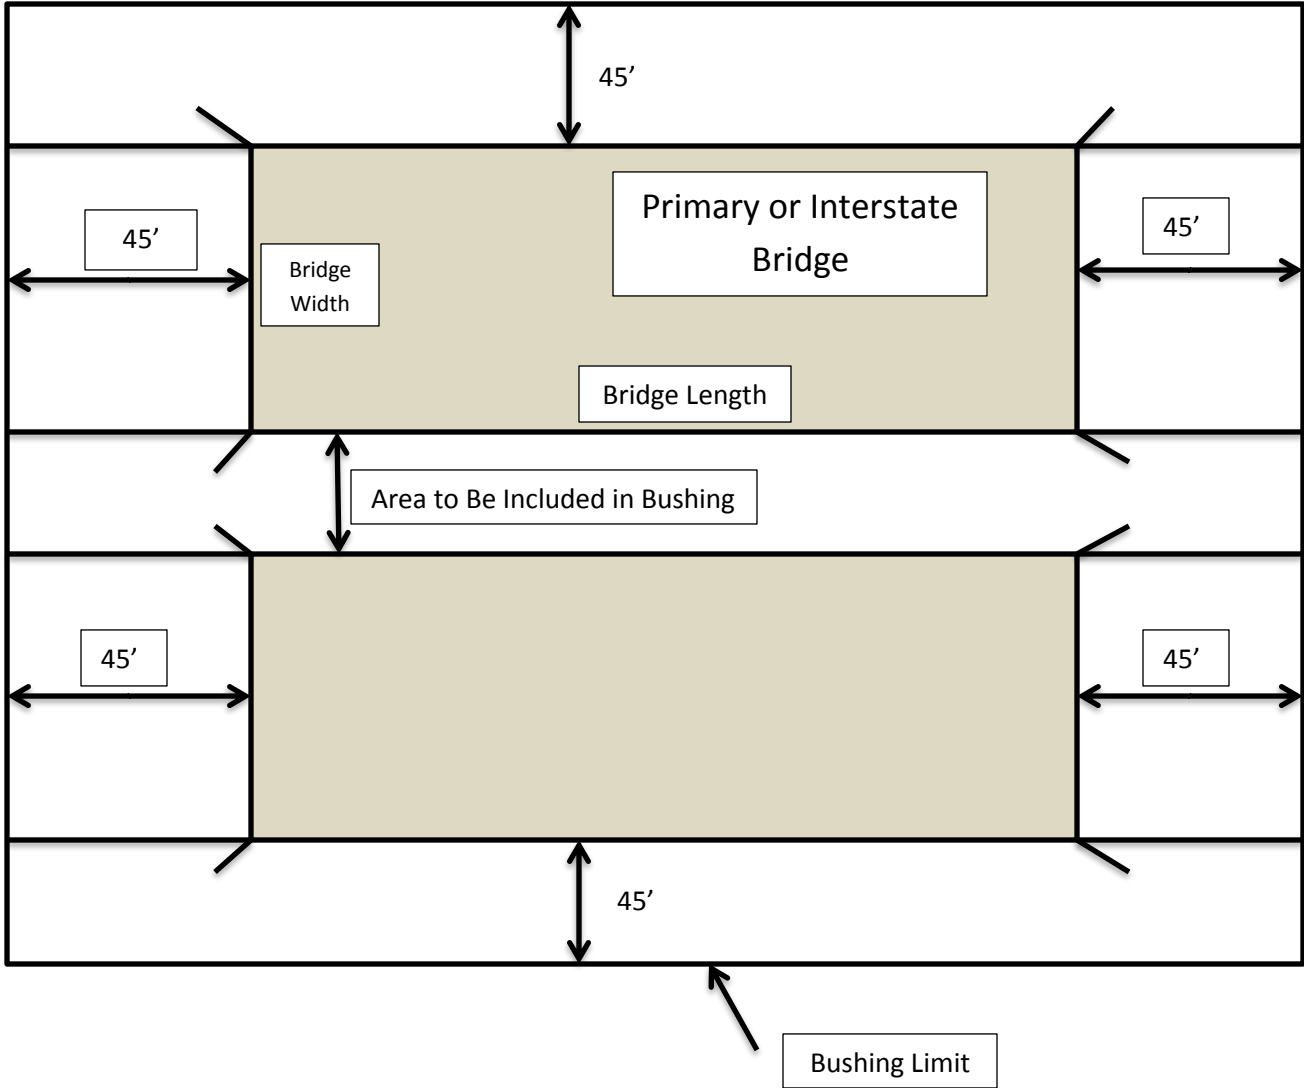 45’
Primary or Interstate
Bridge
45’
45’
Bridge
Width
Bridge Length
Area to Be Included in Bushing
45’
45’
45’
Bushing Limit